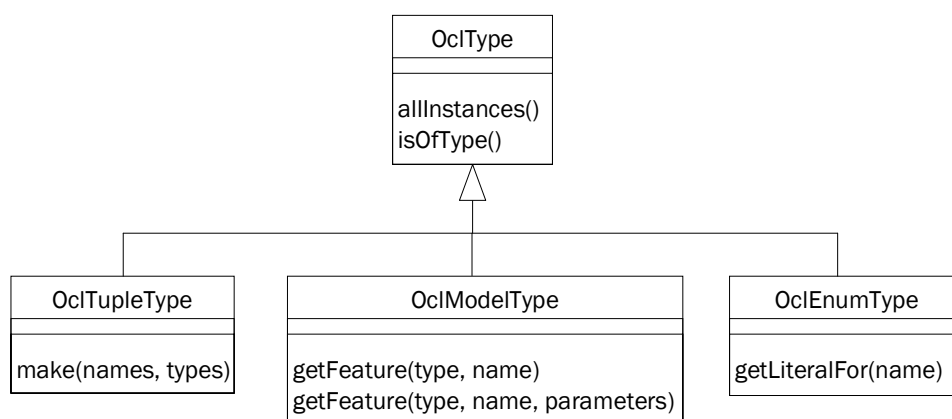 OclType
allInstances()
isOfType()
OclTupleType
make(names, types)
OclModelType
getFeature(type, name)
getFeature(type, name, parameters)
OclEnumType
getLiteralFor(name)